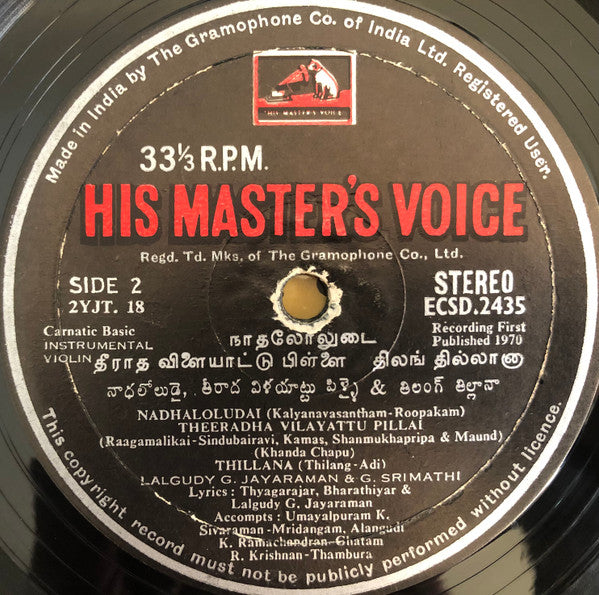 Made in India by The Gramophone Co. of India Ltd. Registered User.
HIS MASTER'S VOICE
33⅓ R.P.M.
HIS MASTER'S VOICE
Regd. Td. Mks. of The Gramophone Co., Ltd.
SIDE 2
2YJT. 18
STEREO
ECSD.2435
Carnatic Basic
INSTRUMENTAL
VIOLIN
Recording First
Published 1970
நாதலோலுடை
தீராத விளையாட்டு பிள்ளை திலங் தில்லானா
నాధలోలుడై, తీరాద విళయాట్టు పిళ్ళై & తిలంగ్ తిల్లానా
NADHALOLUDAI (Kalyanavasantham-Roopakam)
THEERADHA VILAYATTU PILLAI
(Raagamalikai-Sindubairavi, Kamas, Shanmukhapripa & Maund)
(Khanda Chapu)
THILLANA (Thilang-Adi)
LALGUDY G. JAYARAMAN & G. SRIMATHI
Lyrics : Thyagarajar, Bharathiyar &
Lalgudy G. Jayaraman
Accompts : Umayalpuram K.
Sivaraman-Mridangam, Alangudi
K. Ramachandran-Ghatam
R. Krishnan-Thambura
This copyright record must not be publicly performed without licence.